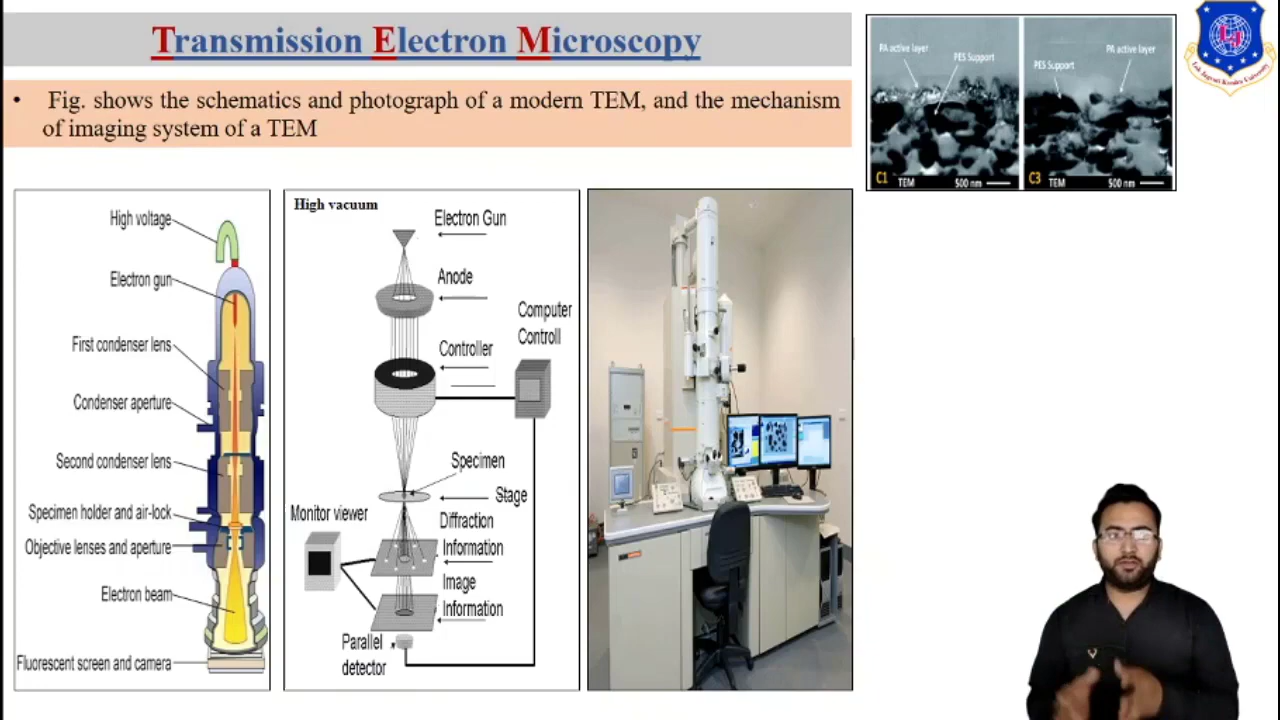 Transmission Electron Microscopy
• Fig. shows the schematics and photograph of a modern TEM, and the mechanism
of imaging system of a TEM
PA active layer
PES Support
C1 TEM 500 nm
PA active layer
PES Support
C3 TEM 500 nm
Lok Jagruti Kendra University
High voltage
Electron gun
First condenser lens
Condenser aperture
Second condenser lens
Specimen holder and air-lock
Objective lenses and aperture
Electron beam
Fluorescent screen and camera
High vacuum
Electron Gun
Anode
Computer
Controll
Controller
Specimen
Stage
Monitor viewer
Diffraction
Information
Image
Information
Parallel
detector